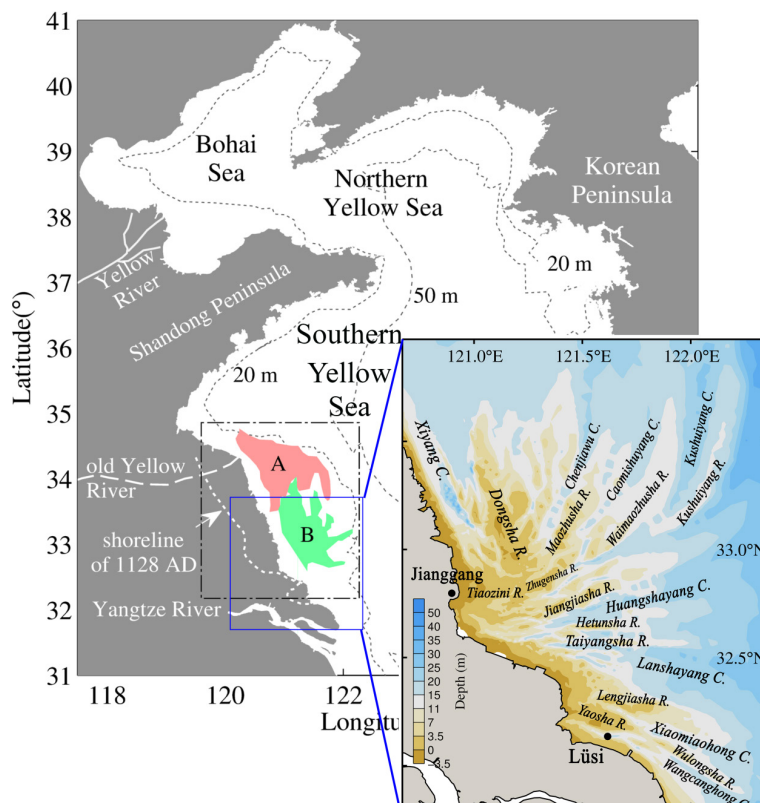 41
40
39
38
37
36
35
34
33
32
31
Latitude(°)
118
120
122
Longitu
Bohai
Sea
Northern
Yellow Sea
Korean
Peninsula
Yellow
River
Shandong Peninsula
20 m
50 m
Southern
Yellow
Sea
20 m
A
B
old Yellow
River
shoreline
of 1128 AD
Yangtze River
121.0°E
121.5°E
122.0°E
33.0°N
32.5°N
Xiyang C.
Dongsha R.
Chenjiawu C.
Maozhusha R.
Caomishuyang C.
Waimaozhusha R.
Kushuiyang C.
Kushuiyang R.
Jianggang
Tiaozini R.
Zhugensha R.
Jiangjiasha R.
Huangshayang C.
Hetunsha R.
Taiyangsha R.
Lanshayang C.
Lengjiasha R.
Yaosha R.
Xiaomiaohong C.
Lüsi
Wulongsha R.
Wangcanghong C.
Depth (m)
50
40
35
30
25
20
15
11
7
3.5
0
-3.5